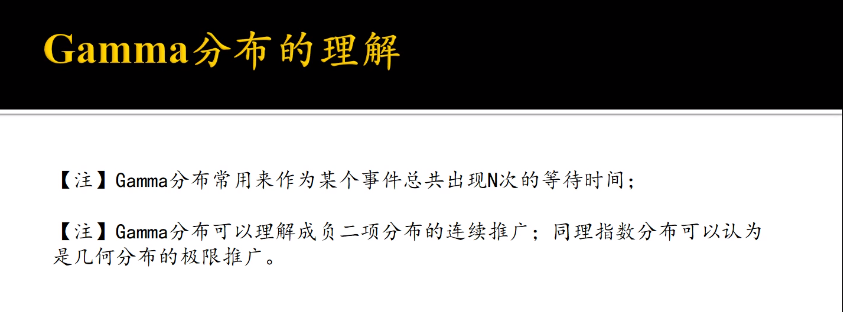 Gamma分布的理解
【注】Gamma分布常用来作为某个事件总共出现N次的等待时间；
【注】Gamma分布可以理解成负二项分布的连续推广；同理指数分布可以认为
是几何分布的极限推广。